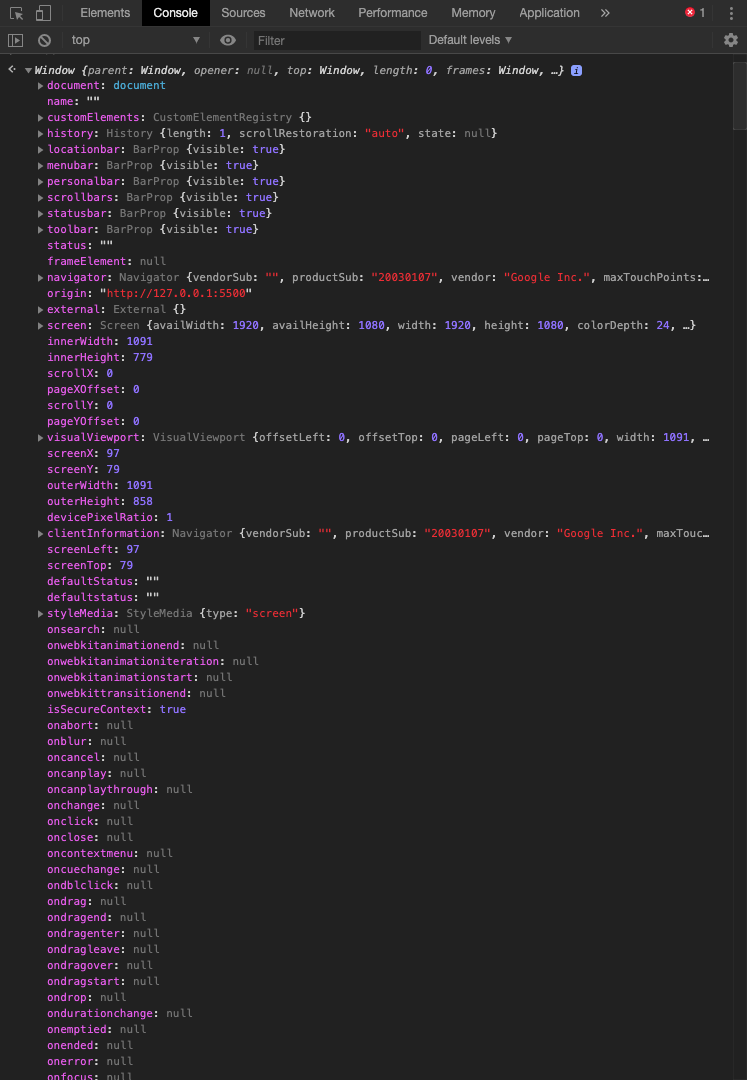 Elements Console Sources Network Performance Memory Application » 1
top Filter Default levels
Window {parent: Window, opener: null, top: Window, length: 0, frames: Window, …} i
document: document
name: ""
customElements: CustomElementRegistry {}
history: History {length: 1, scrollRestoration: "auto", state: null}
locationbar: BarProp {visible: true}
menubar: BarProp {visible: true}
personalbar: BarProp {visible: true}
scrollbars: BarProp {visible: true}
statusbar: BarProp {visible: true}
toolbar: BarProp {visible: true}
status: ""
frameElement: null
navigator: Navigator {vendorSub: "", productSub: "20030107", vendor: "Google Inc.", maxTouchPoints:…
origin: "http://127.0.0.1:5500"
external: External {}
screen: Screen {availWidth: 1920, availHeight: 1080, width: 1920, height: 1080, colorDepth: 24, …}
innerWidth: 1091
innerHeight: 779
scrollX: 0
pageXOffset: 0
scrollY: 0
pageYOffset: 0
visualViewport: VisualViewport {offsetLeft: 0, offsetTop: 0, pageLeft: 0, pageTop: 0, width: 1091, …
screenX: 97
screenY: 79
outerWidth: 1091
outerHeight: 858
devicePixelRatio: 1
clientInformation: Navigator {vendorSub: "", productSub: "20030107", vendor: "Google Inc.", maxTouc…
screenLeft: 97
screenTop: 79
defaultStatus: ""
defaultstatus: ""
styleMedia: StyleMedia {type: "screen"}
onsearch: null
onwebkitanimationend: null
onwebkitanimationiteration: null
onwebkitanimationstart: null
onwebkittransitionend: null
isSecureContext: true
onabort: null
onblur: null
oncancel: null
oncanplay: null
oncanplaythrough: null
onchange: null
onclick: null
onclose: null
oncontextmenu: null
oncuechange: null
ondblclick: null
ondrag: null
ondragend: null
ondragenter: null
ondragleave: null
ondragover: null
ondragstart: null
ondrop: null
ondurationchange: null
onemptied: null
onended: null
onerror: null
onfocus: null